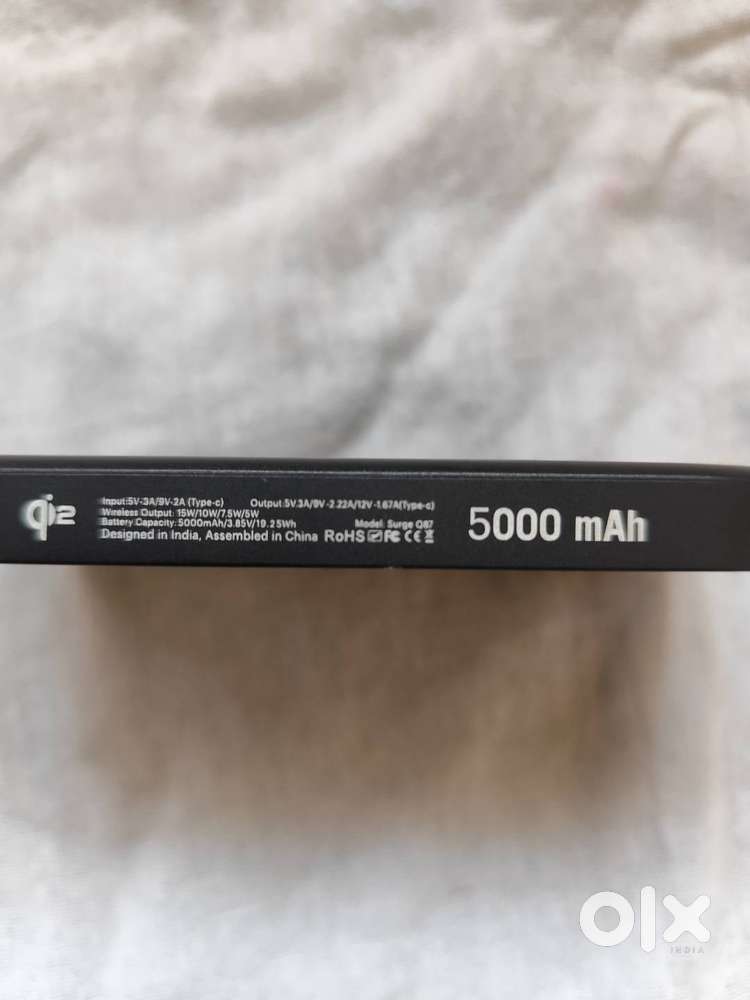 qi2
Input:5V-3A/9V-2A (Type-c) Output:5V.3A/9V-2.22A/12V-1.67A(Type-c)
Wireless Output: 15W/10W/7.5W/5W
Battery Capacity:5000mAh/3.85V/19.25Wh Model: Surge Q87
Designed in India, Assembled in China RoHS FC CE
5000 mAh
olx
INDIA